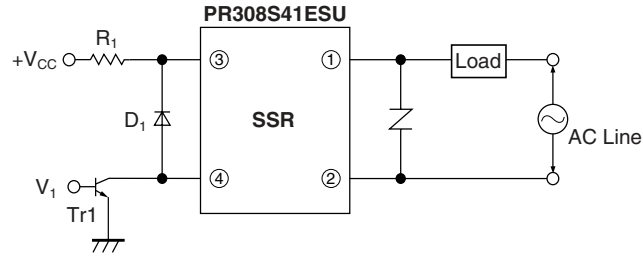 PR308S41ESU
R1
+VCC
③
①
Load
D1
SSR
AC Line
V1
④
②
Tr1